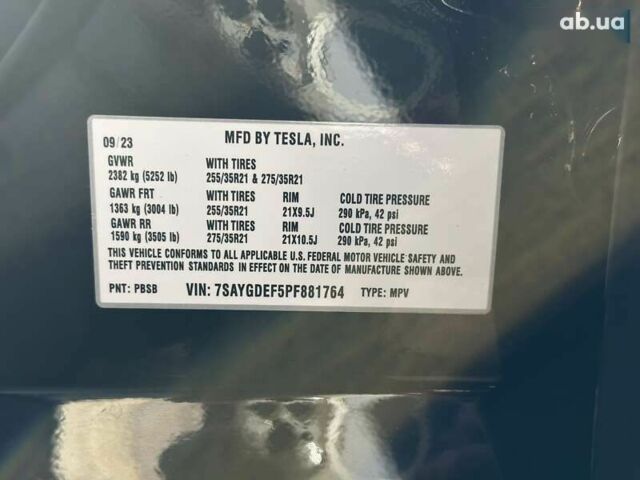 ab.ua
09/23 MFD BY TESLA, INC.
GVWR WITH TIRES
2382 kg (5252 lb) 255/35R21 & 275/35R21
GAWR FRT WITH TIRES RIM COLD TIRE PRESSURE
1363 kg (3004 lb) 255/35R21 21X9.5J 290 kPa, 42 psi
GAWR RR WITH TIRES RIM COLD TIRE PRESSURE
1590 kg (3505 lb) 275/35R21 21X10.5J 290 kPa, 42 psi
THIS VEHICLE CONFORMS TO ALL APPLICABLE U.S. FEDERAL MOTOR VEHICLE SAFETY AND
THEFT PREVENTION STANDARDS IN EFFECT ON THE DATE OF MANUFACTURE SHOWN ABOVE.
PNT: PBSB VIN: 7SAYGDEF5PF881764 TYPE: MPV